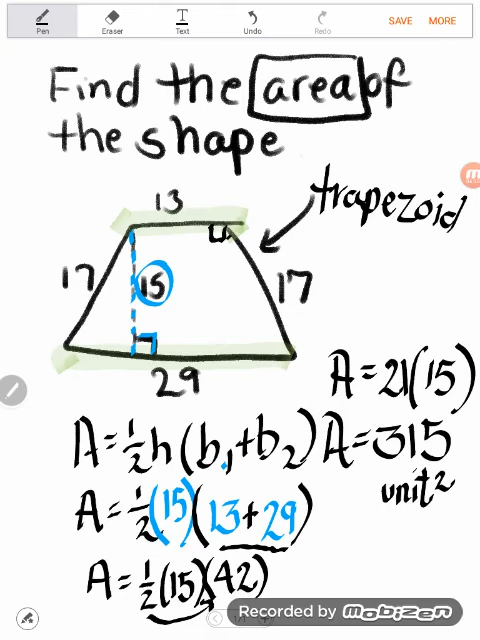 Pen Eraser Text Undo Redo SAVE MORE
Find the area of
the shape
trapezoid
13
17 15 17
29
A=21(15)
A=½h(b₁+b₂) A=315
unit2
A=½(15)(13+29)
A=½(15)(42)
1/1
Recorded by mobizen